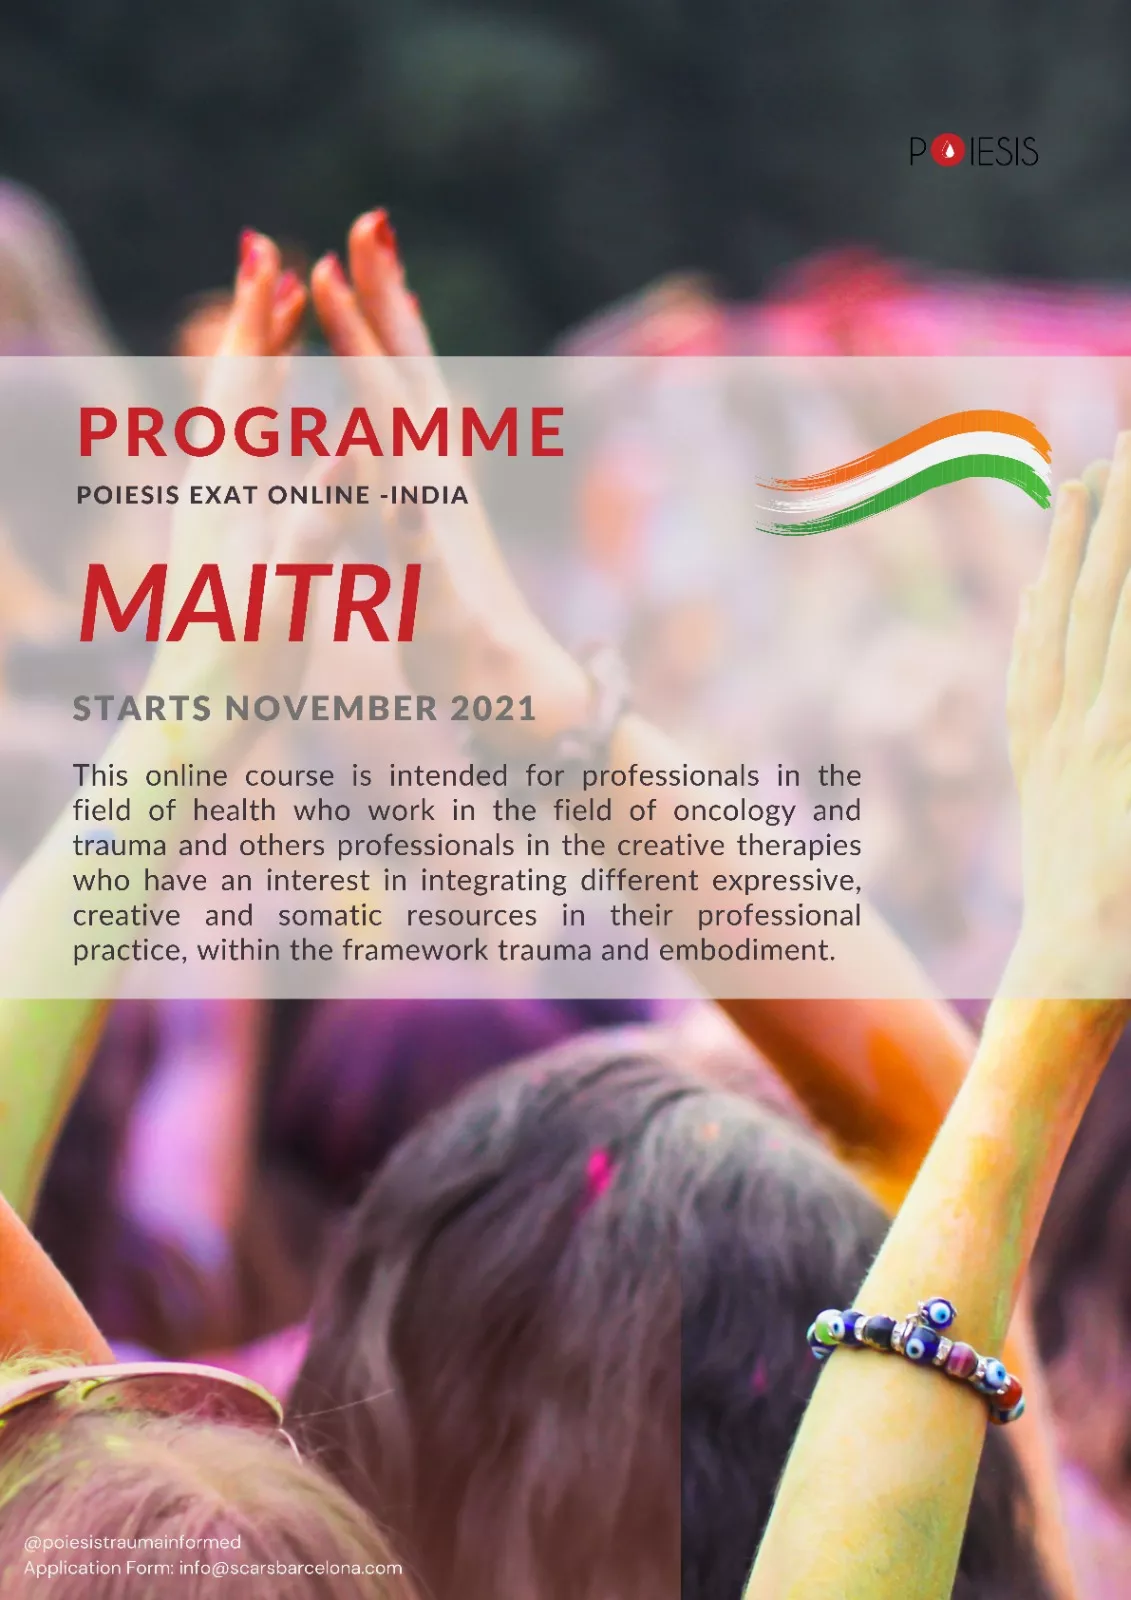 POIESIS
PROGRAMME
POIESIS EXAT ONLINE -INDIA
MAITRI
STARTS NOVEMBER 2021
This online course is intended for professionals in the
field of health who work in the field of oncology and
trauma and others professionals in the creative therapies
who have an interest in integrating different expressive,
creative and somatic resources in their professional
practice, within the framework trauma and embodiment.
@poiesistraumainformed
Application Form: info@scarsbarcelona.com